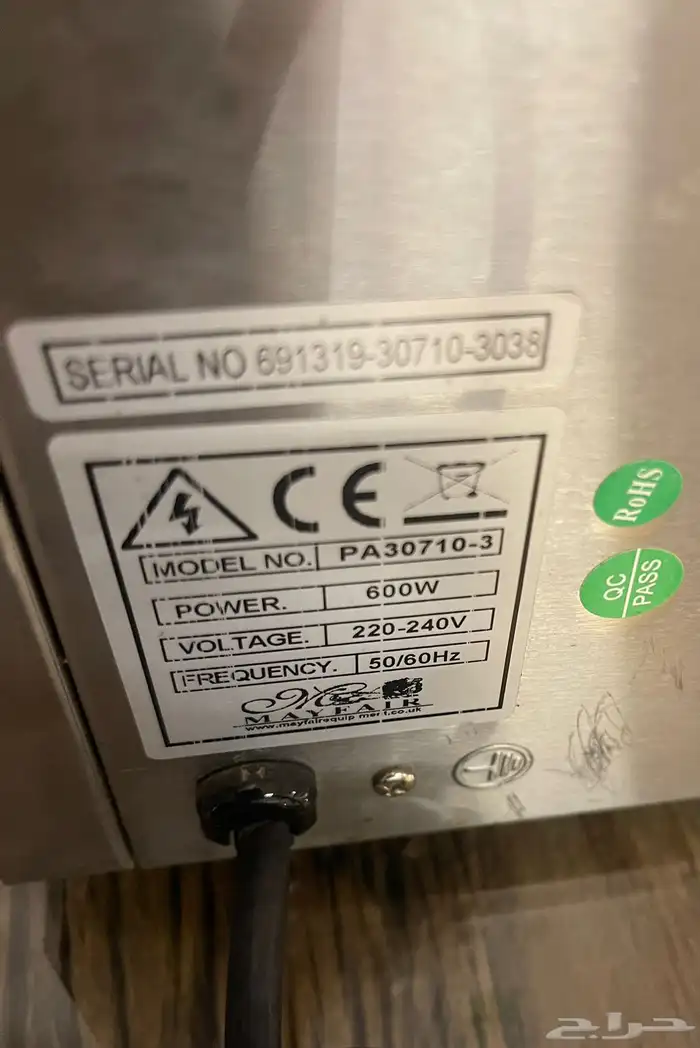 SERIAL NO 691319-30710-3038
CE
MODEL NO. PA30710-3
POWER. 600W
VOLTAGE. 220-240V
FREQUENCY. 50/60Hz
MAYFAIR
www.mayfairequipment.co.uk
RoHS
QC
PASS
حراج